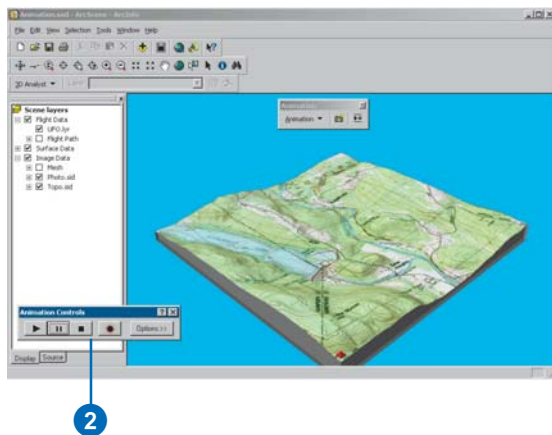 Animation.sxd - ArcScene - ArcInfo
File Edit View Selection Tools Window Help
3D Analyst
Layer:
Scene layers
Flight Data
UFO.lyr
Flight Path
Surface Data
Image Data
Mesh
Photo.sid
Topo.sid
Animation
Animation
Animation Controls
Options>>
Display Source
2